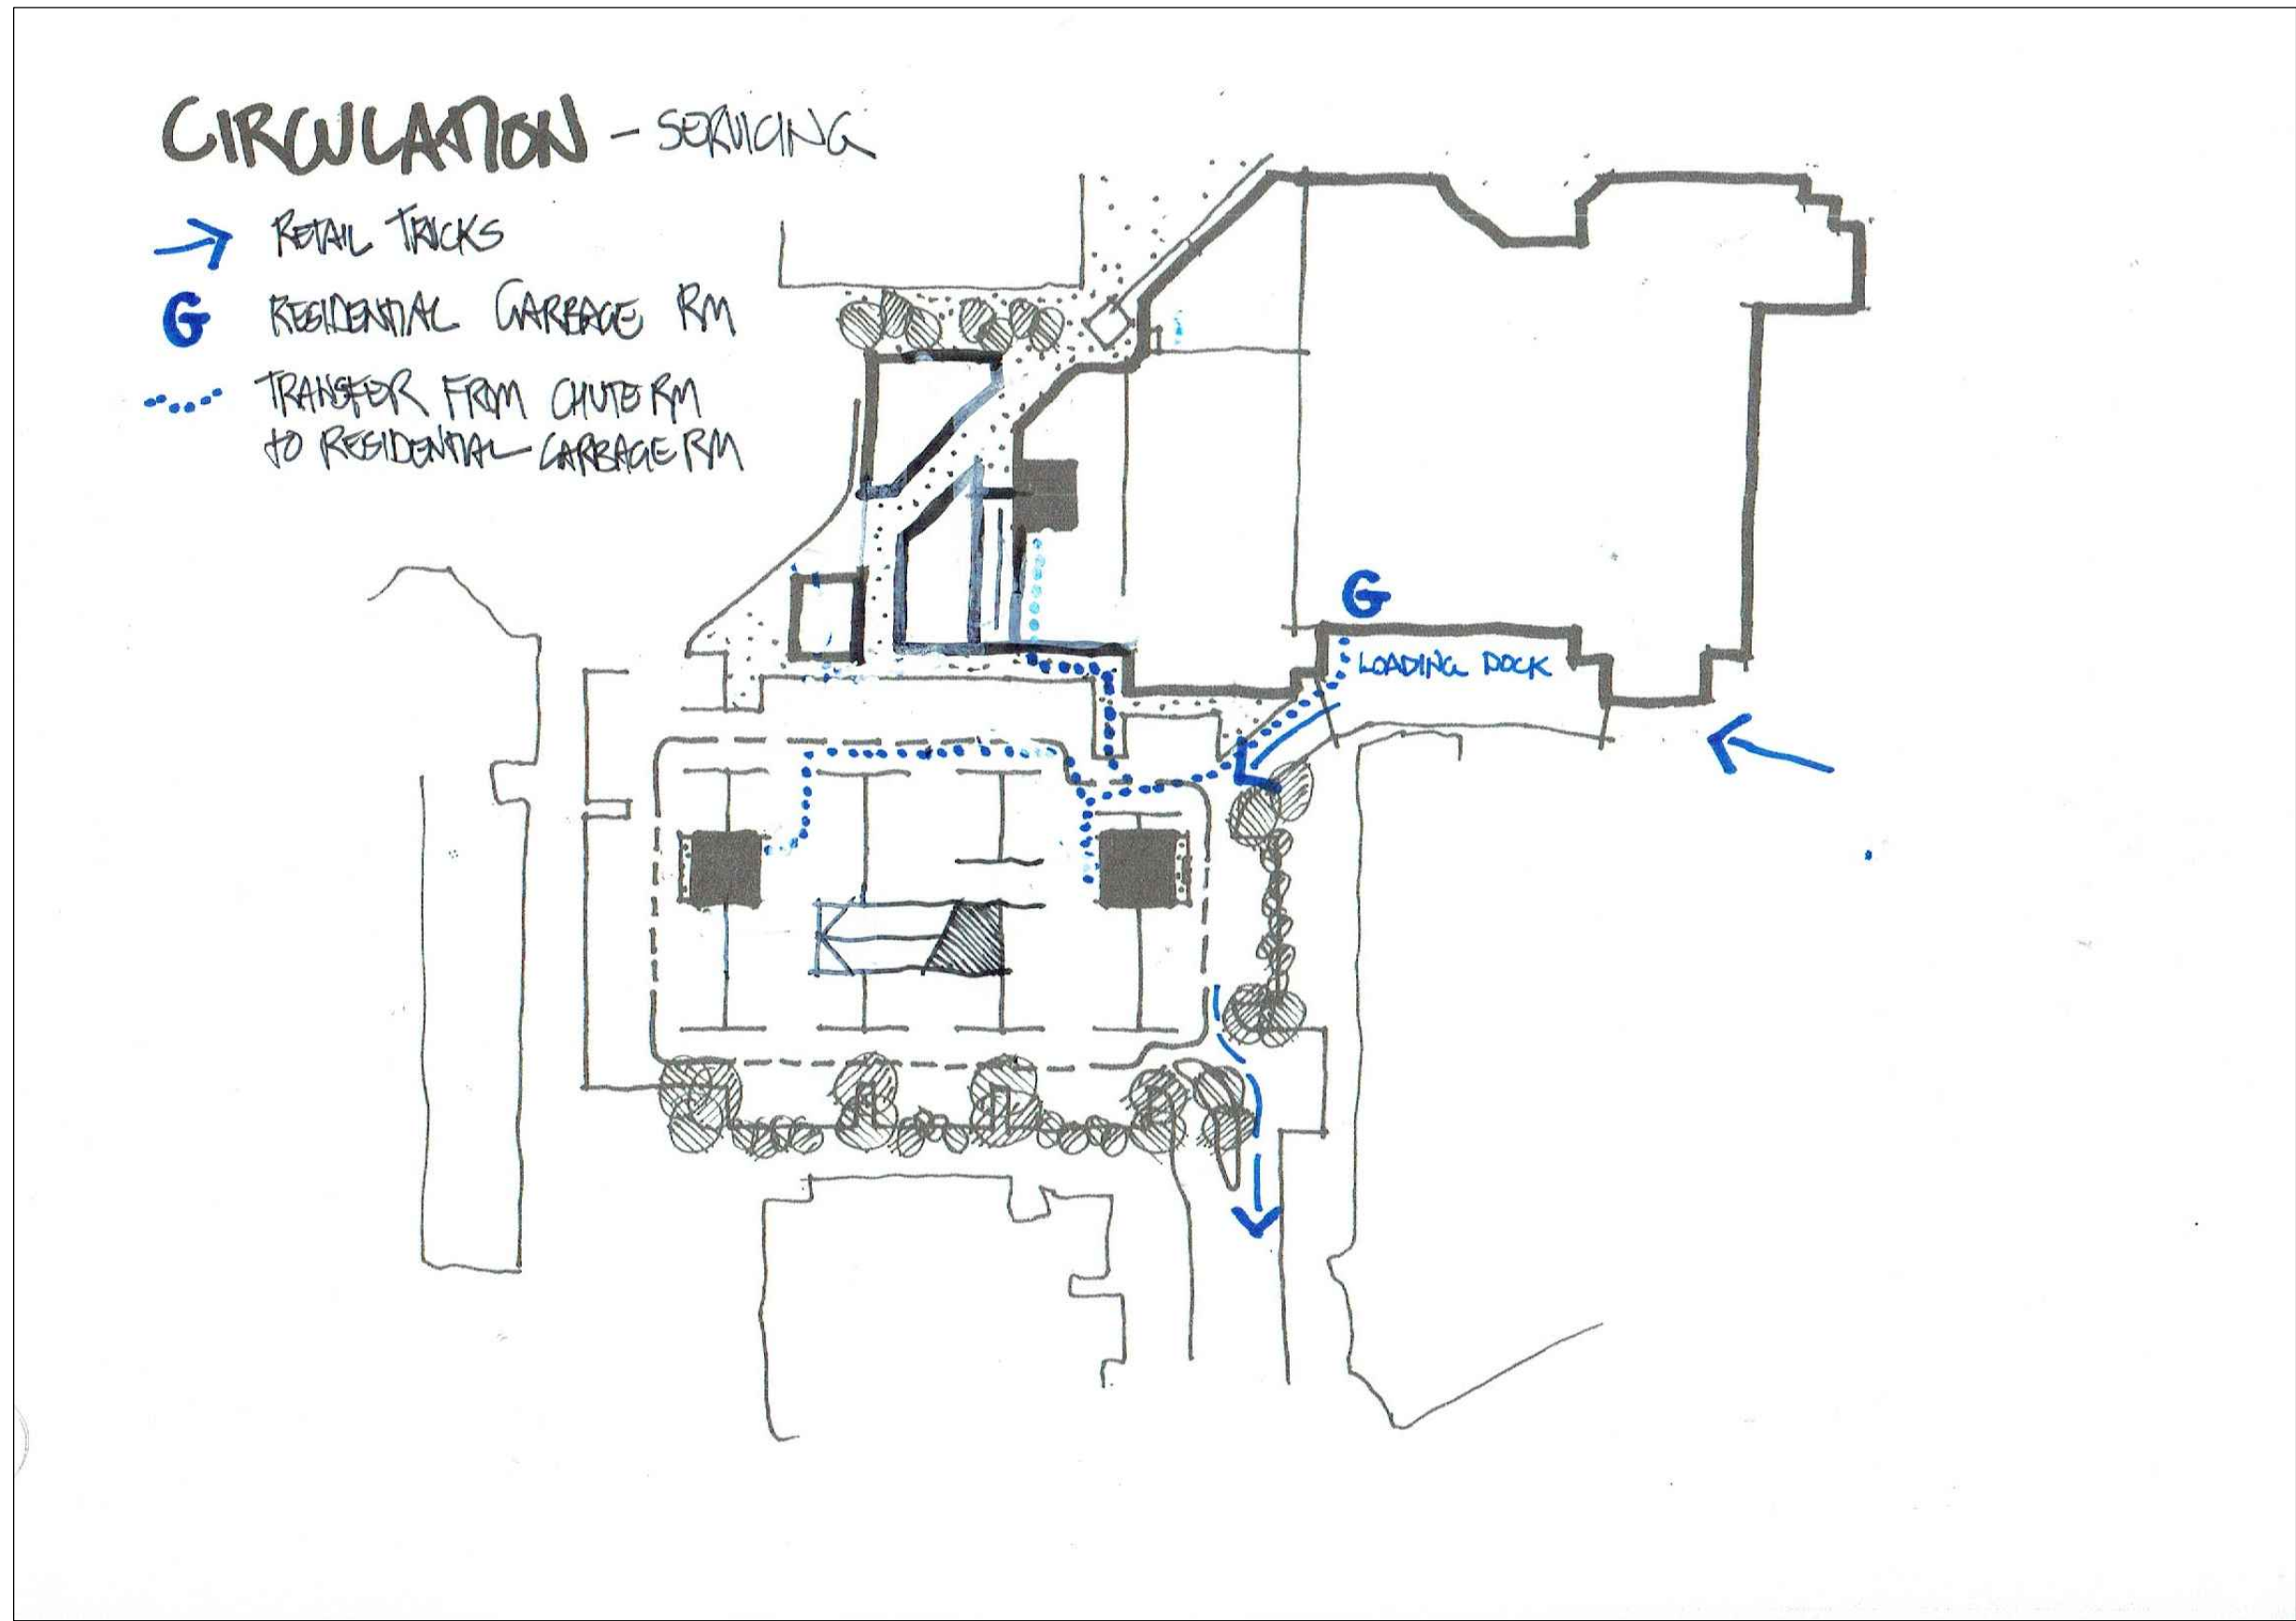 CIRCULATION - SERVICING
RETAIL TRUCKS
G RESIDENTIAL GARBAGE RM
TRANSFER FROM CHUTE RM
TO RESIDENTIAL GARBAGE RM
G
LOADING DOCK